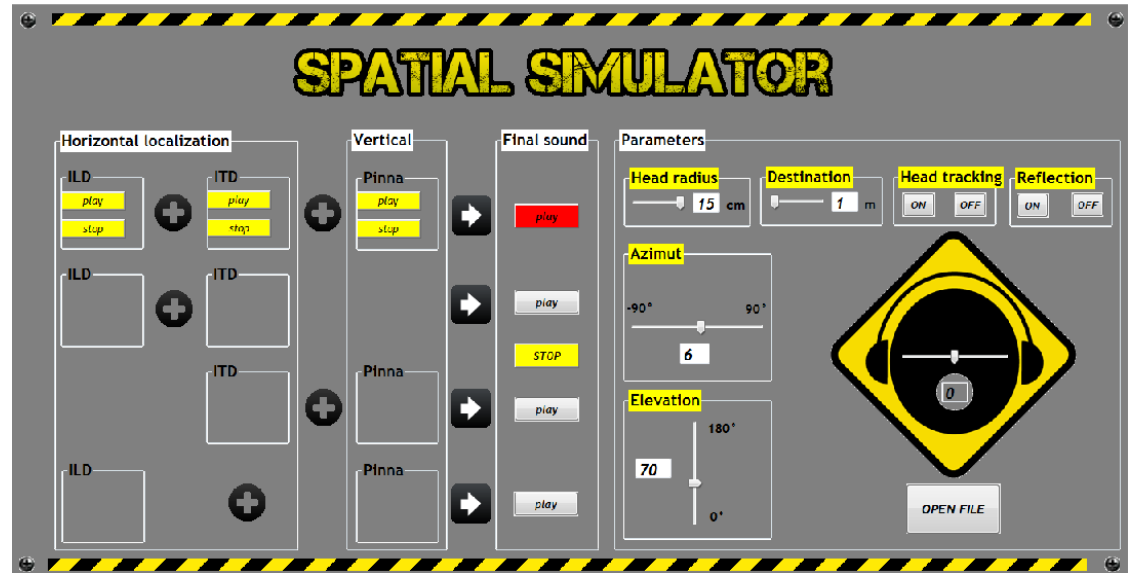 SPATIAL SIMULATOR
Horizontal localization
Vertical
Final sound
Parameters
ILD
play
stop
ITD
play
stop
Pinna
play
stop
play
Head radius
15 cm
Destination
1 m
Head tracking
ON OFF
Reflection
ON OFF
ILD
ITD
play
STOP
Azimut
-90° 90°
6
0
ITD
Pinna
play
Elevation
180°
70
0°
ILD
Pinna
play
OPEN FILE